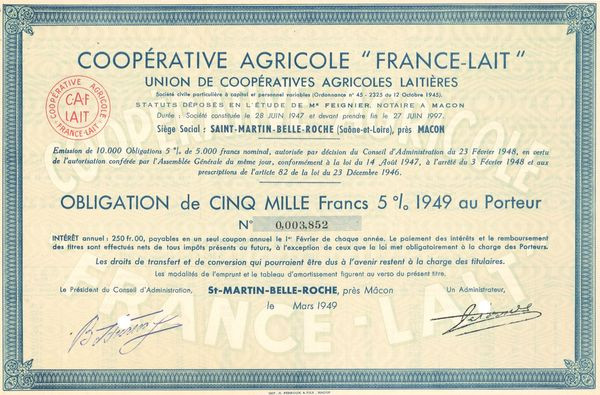 COOPÉRATIVE AGRICOLE " FRANCE-LAIT "
UNION DE COOPÉRATIVES AGRICOLES LAITIÈRES
Société civile particulière à capital et personnel variables (Ordonnance n° 45 - 2325 du 12 Octobre 1945).
STATUTS DÉPOSÉS EN L'ÉTUDE DE Me FEIGNIER, NOTAIRE A MACON
Durée : Société constituée le 28 JUIN 1947 et devant prendre fin le 27 JUIN 1997.
Siège Social : SAINT-MARTIN-BELLE-ROCHE (Saône-et-Loire), près MACON
COOPÉRATIVE AGRICOLE
CAF
LAIT
"FRANCE-LAIT"
Emission de 10.000 Obligations 5 % de 5.000 francs nominal, autorisée par décision du Conseil d'Administration du 23 Février 1948, en vertu
de l'autorisation conférée par l'Assemblée Générale du même jour, conformément à la loi du 14 Août 1947, à l'arrêté du 3 Février 1948 et aux
prescriptions de l'article 82 de la loi du 23 Décembre 1946.
OBLIGATION de CINQ MILLE Francs 5 % 1949 au Porteur
N° 0,003,852
INTÉRÊT annuel : 250 fr. 00, payables en un seul coupon annuel le 1er Février de chaque année. Le paiement des intérêts et le remboursement
des titres sont effectués nets de tous impôts présents ou futurs, à l'exception de ceux que la loi met obligatoirement à la charge des Porteurs.
Les droits de transfert et de conversion qui pourraient être dus à l'avenir restent à la charge des titulaires.
Les modalités de l'emprunt et le tableau d'amortissement figurent au verso du présent titre.
Le Président du Conseil d'Administration,
St-MARTIN-BELLE-ROCHE, près Mâcon
Un Administrateur,
le Mars 1949
COOPÉRATIVE AGRICOLE
FRANCE-LAIT